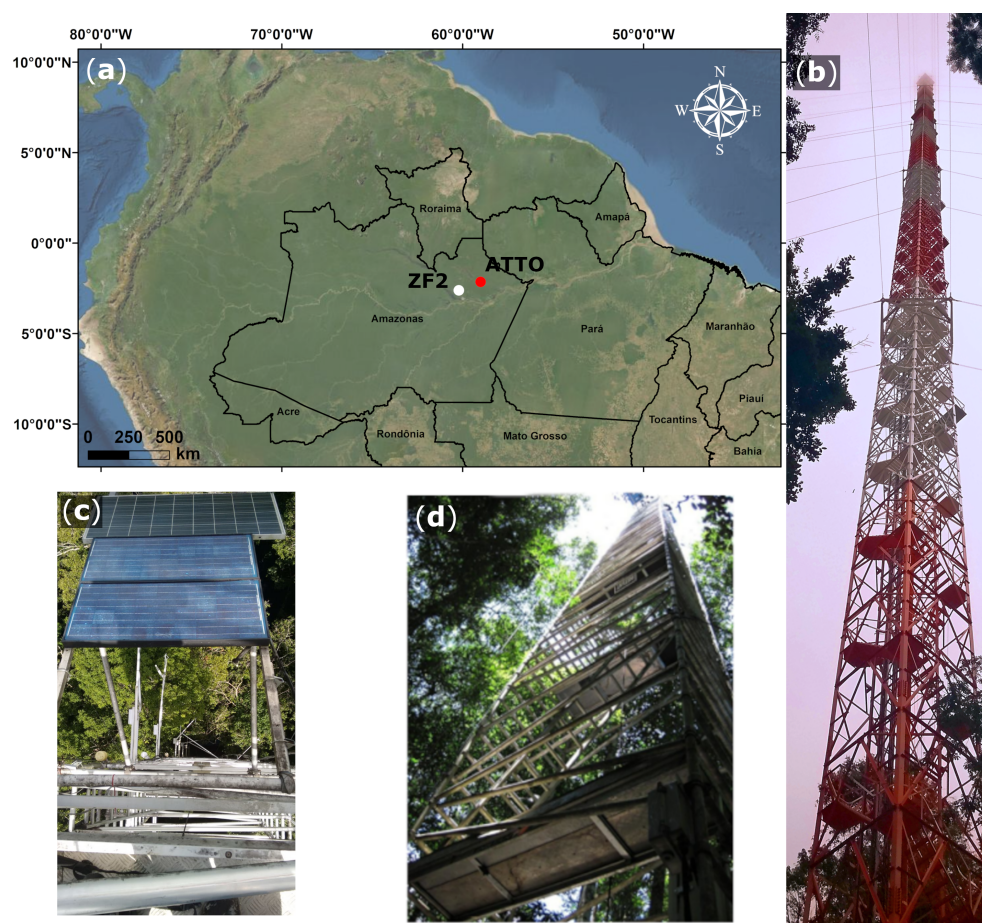 80°0'0"W 70°0'0"W 60°0'0"W 50°0'0"W
10°0'0"N
(a)
(b)
N
W E
S
5°0'0"N
Roraima
Amapá
0°0'0"
ATTO
ZF2
Amazonas
Pará
Maranhão
5°0'0"S
Piauí
Acre
Tocantins
10°0'0"S
Rondônia
Mato Grosso
Bahia
0 250 500
km
(c)
(d)